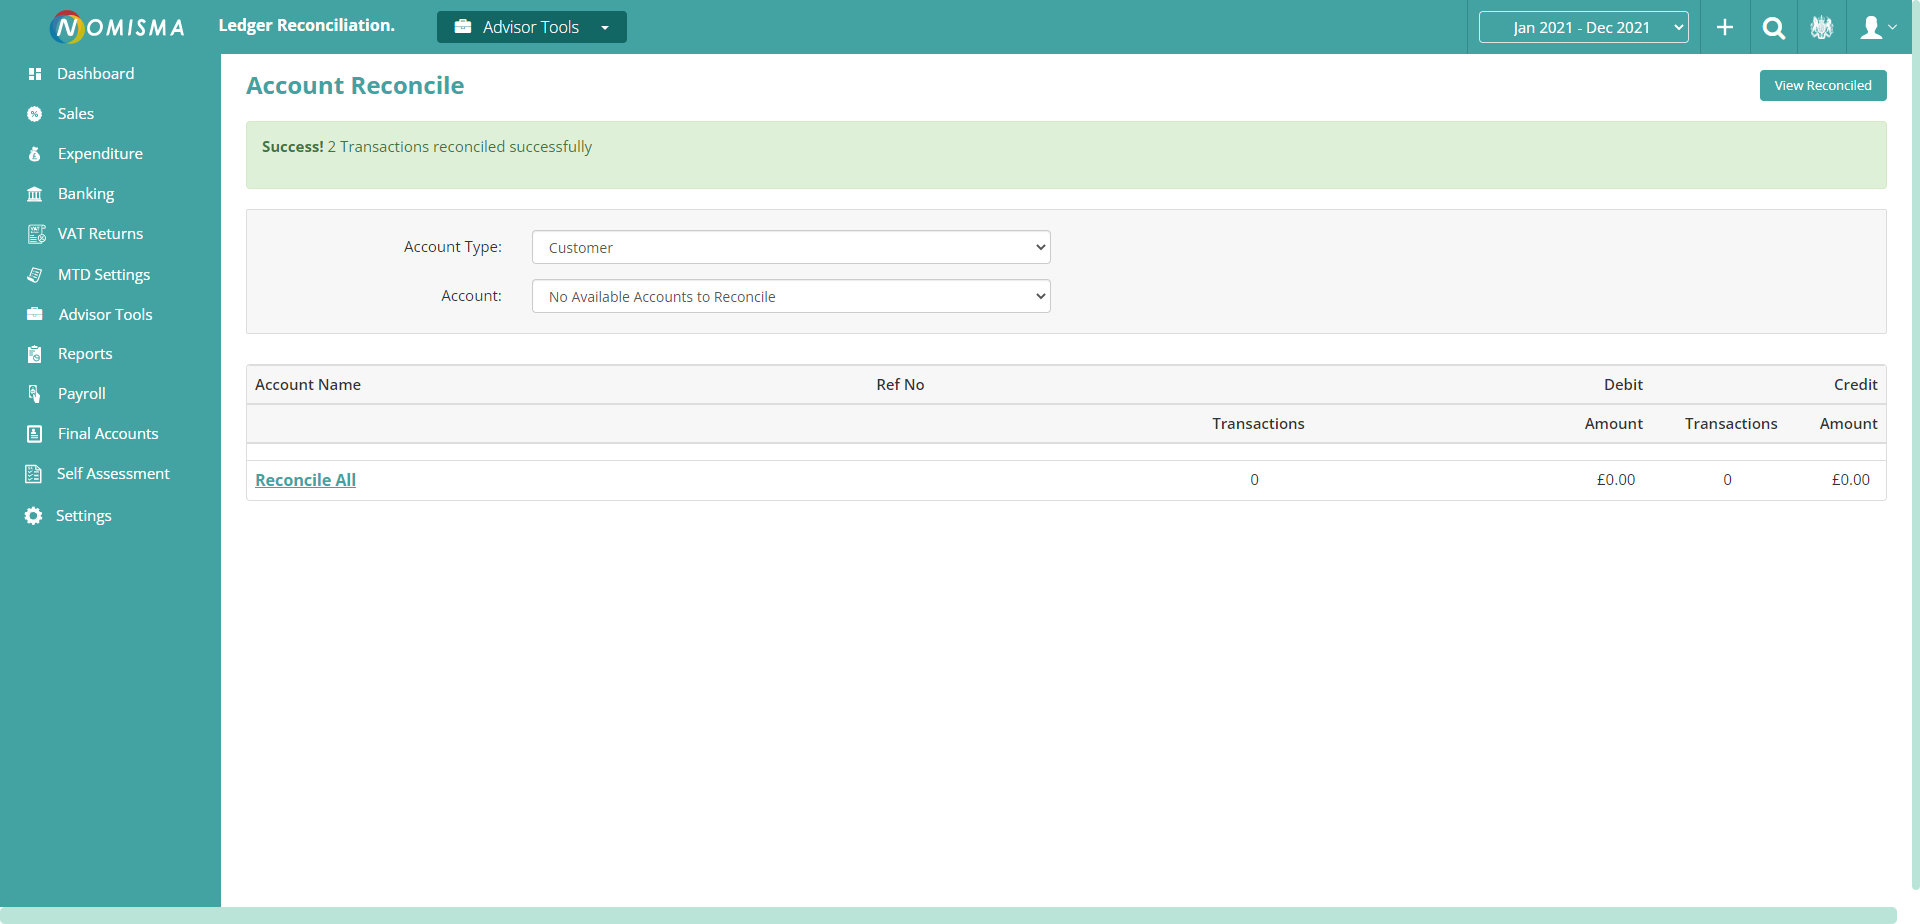 NOMISMA
Ledger Reconciliation.
Advisor Tools
Jan 2021 - Dec 2021
Dashboard
Sales
Expenditure
Banking
VAT Returns
MTD Settings
Advisor Tools
Reports
Payroll
Final Accounts
Self Assessment
Settings
Account Reconcile
View Reconciled
Success! 2 Transactions reconciled successfully
Account Type: Customer
Account: No Available Accounts to Reconcile
Account Name Ref No Debit Credit
Transactions Amount Transactions Amount
Reconcile All 0 £0.00 0 £0.00